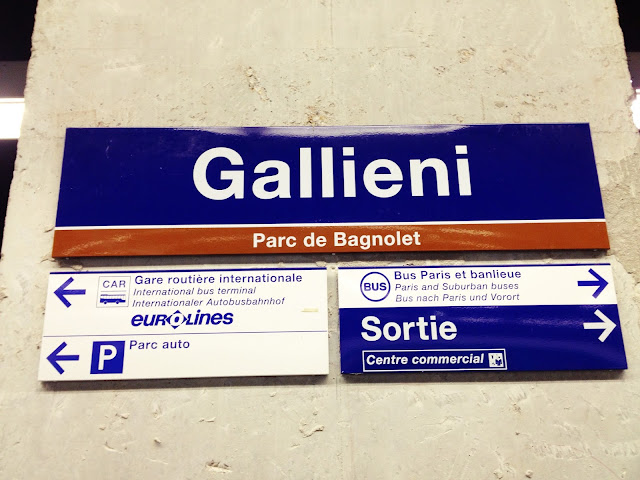 Gallieni
Parc de Bagnolet
CAR
Gare routière internationale
International bus terminal
Internationaler Autobusbahnhof
eurolines
P
Parc auto
BUS
Bus Paris et banlieue
Paris and Suburban buses
Bus nach Paris und Vorort
Sortie
Centre commercial